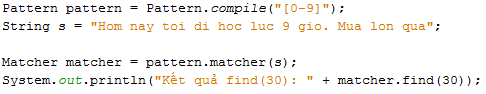 Pattern pattern = Pattern.compile("[0-9]");
String s = "Hom nay toi di hoc luc 9 gio. Mua lon qua";
Matcher matcher = pattern.matcher(s);
System.out.println("Kết quả find(30): " + matcher.find(30));